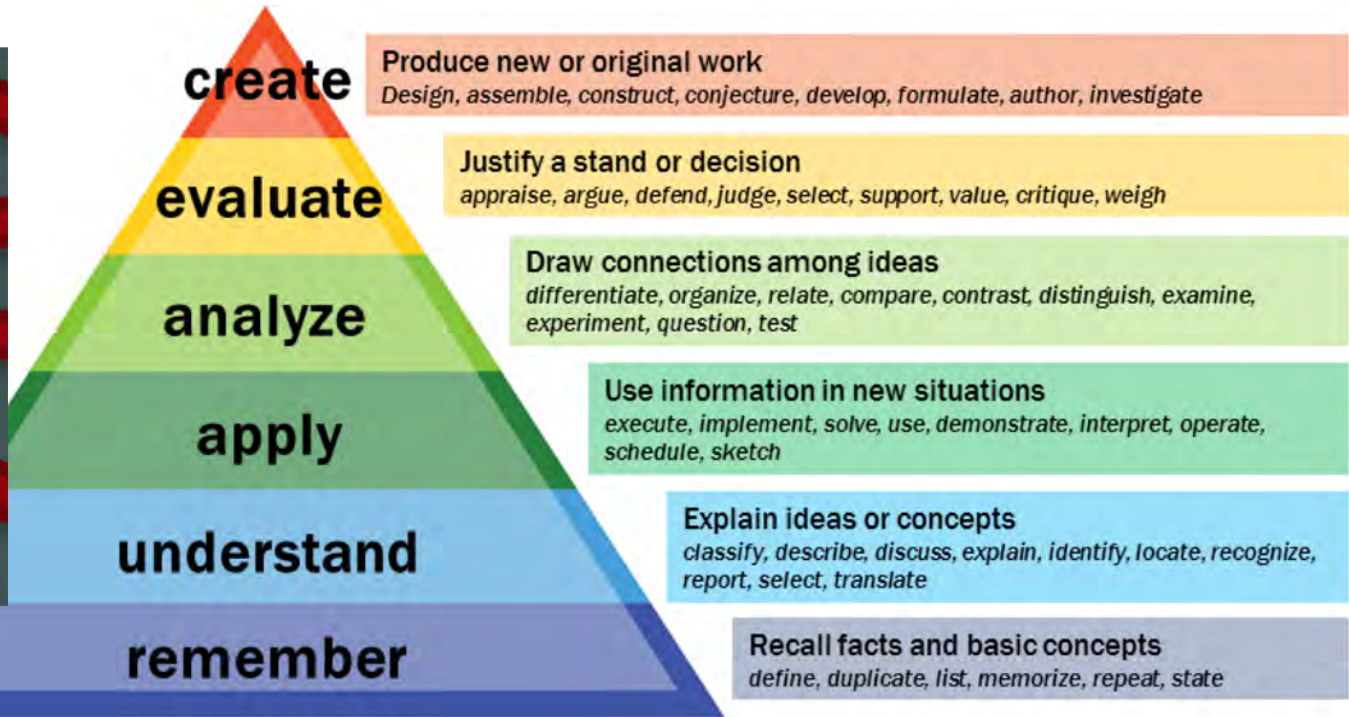 create
Produce new or original work
Design, assemble, construct, conjecture, develop, formulate, author, investigate
evaluate
Justify a stand or decision
appraise, argue, defend, judge, select, support, value, critique, weigh
analyze
Draw connections among ideas
differentiate, organize, relate, compare, contrast, distinguish, examine,
experiment, question, test
apply
Use information in new situations
execute, implement, solve, use, demonstrate, interpret, operate,
schedule, sketch
understand
Explain ideas or concepts
classify, describe, discuss, explain, identify, locate, recognize,
report, select, translate
remember
Recall facts and basic concepts
define, duplicate, list, memorize, repeat, state